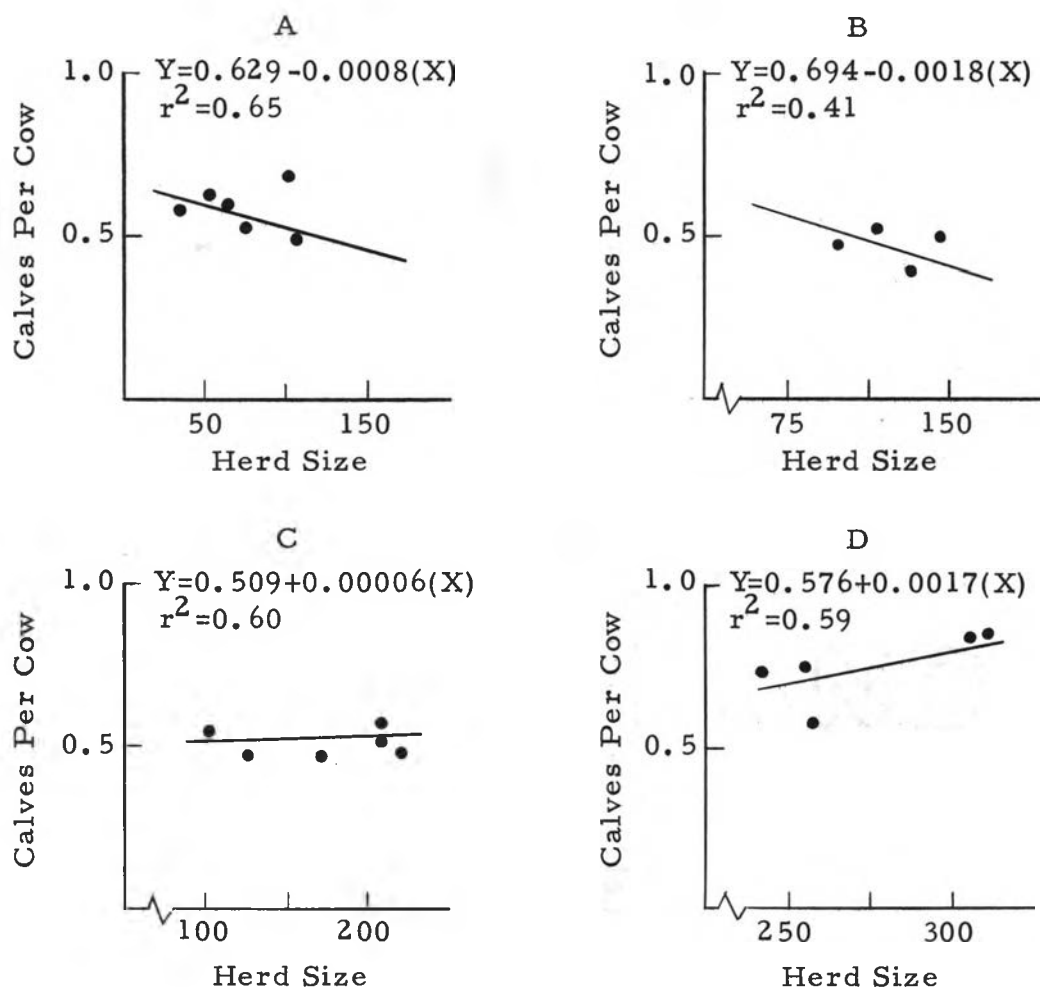 A
Y=0.629-0.0008(X)
r²=0.65
1.0
0.5
Calves Per Cow
50 150
Herd Size
B
Y=0.694-0.0018(X)
r²=0.41
1.0
0.5
Calves Per Cow
75 150
Herd Size
C
Y=0.509+0.00006(X)
r²=0.60
1.0
0.5
Calves Per Cow
100 200
Herd Size
D
Y=0.576+0.0017(X)
r²=0.59
1.0
0.5
Calves Per Cow
250 300
Herd Size